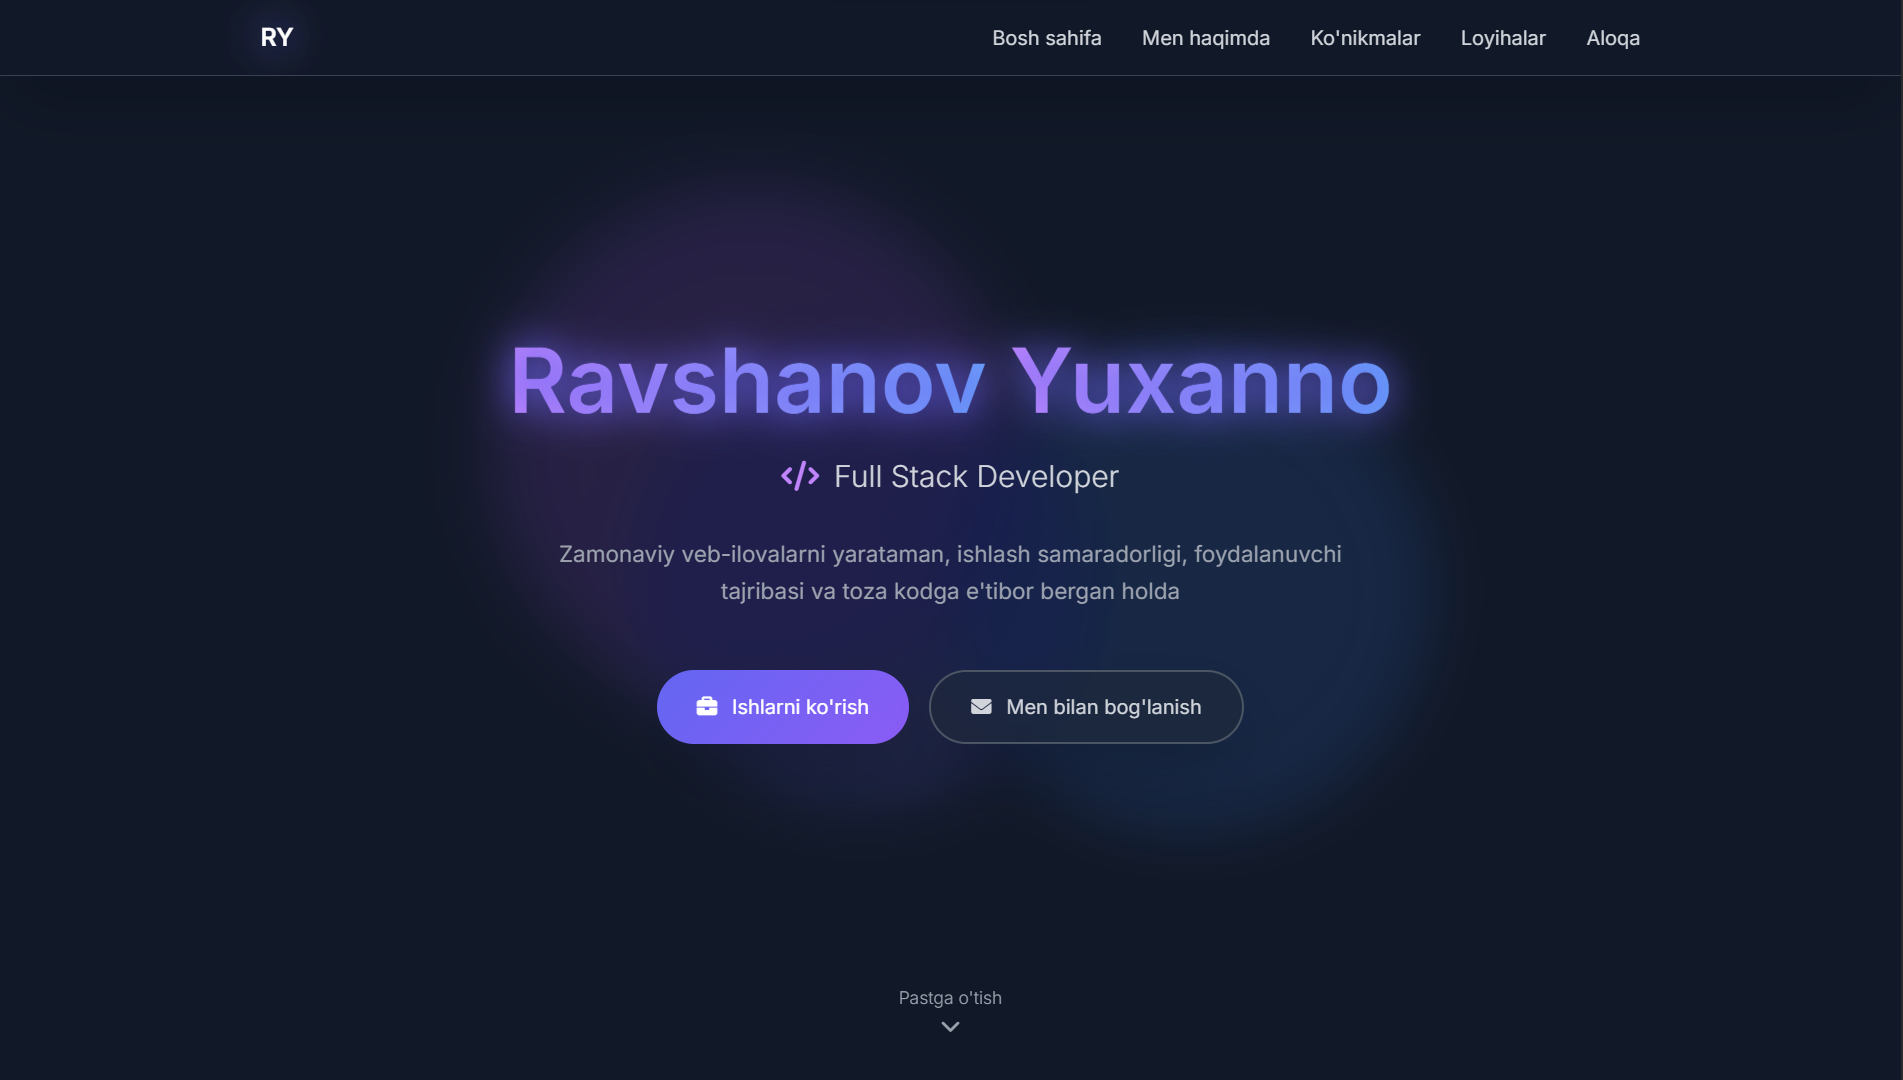 RY
Bosh sahifa
Men haqimda
Ko'nikmalar
Loyihalar
Aloqa
Ravshanov Yuxanno
Full Stack Developer
Zamonaviy veb-ilovalarni yarataman, ishlash samaradorligi, foydalanuvchi
tajribasi va toza kodga e'tibor bergan holda
Ishlarni ko'rish
Men bilan bog'lanish
Pastga o'tish